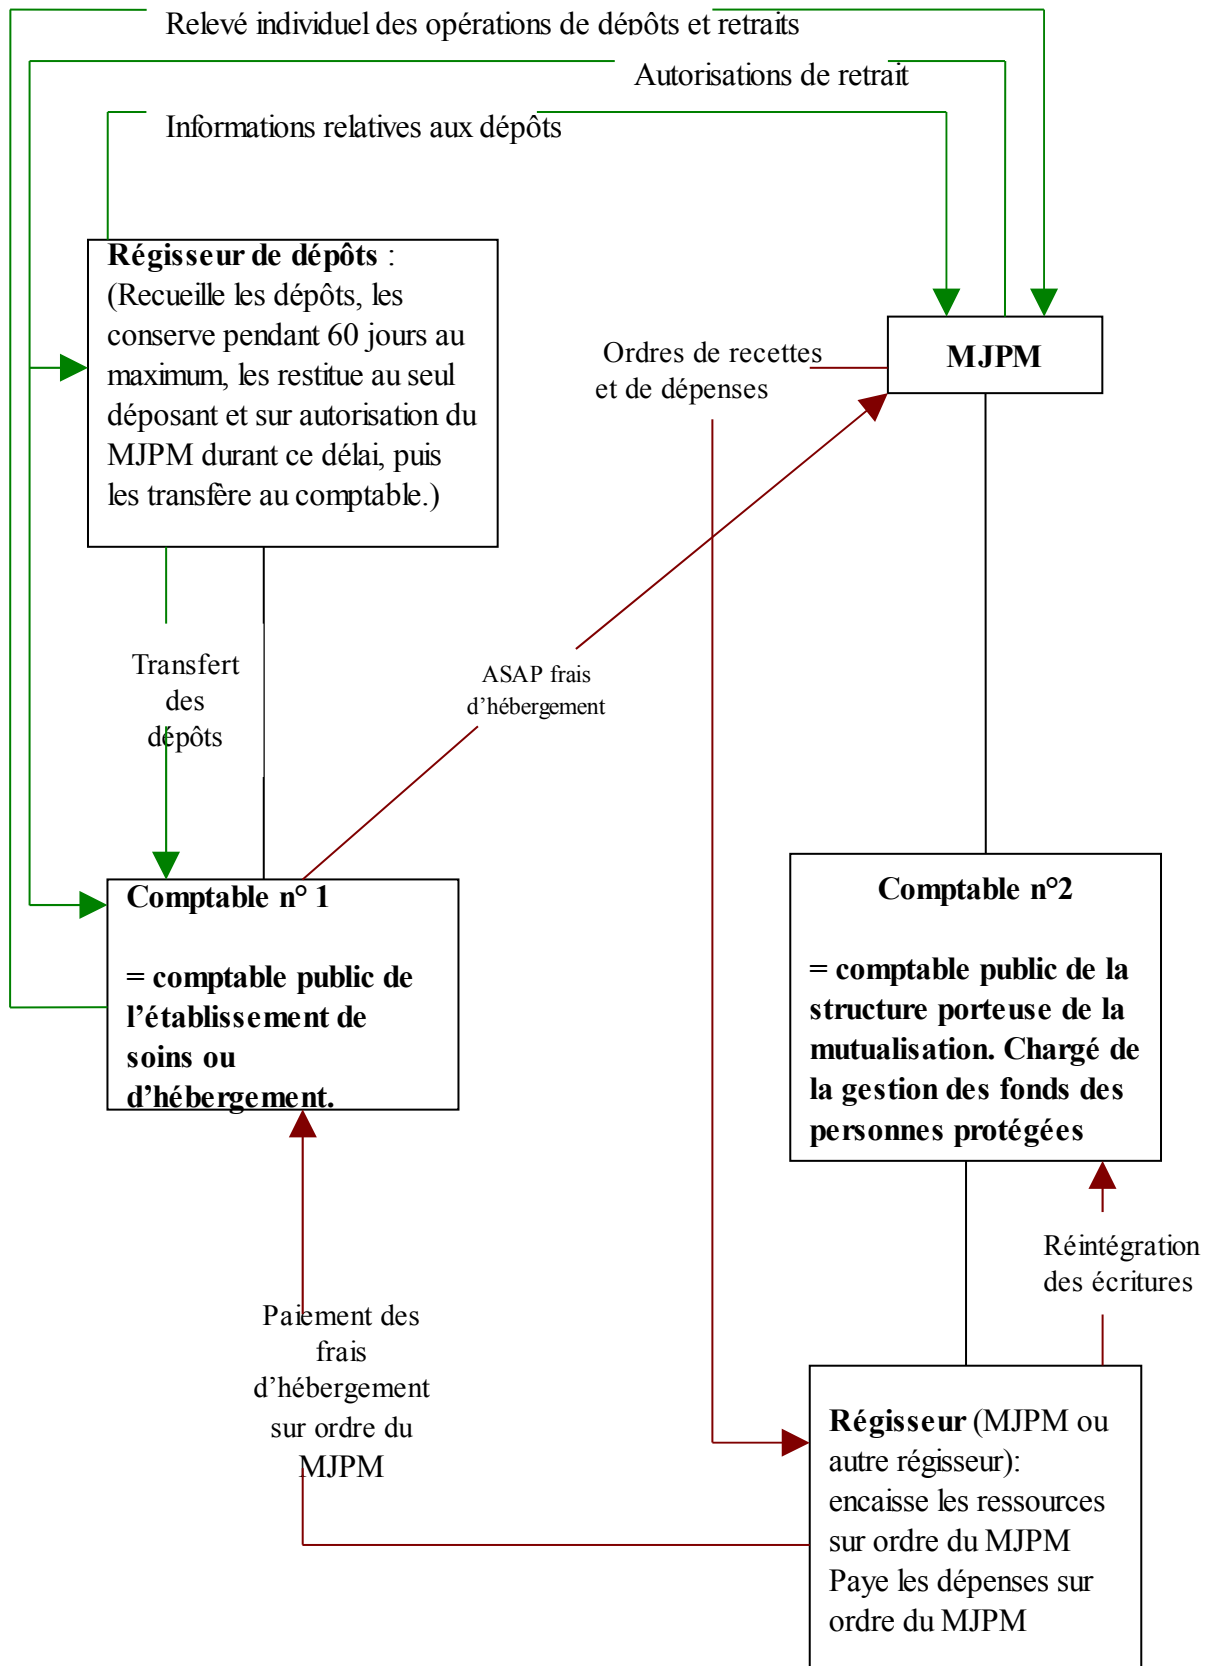 Relevé individuel des opérations de dépôts et retraits
Autorisations de retrait
Informations relatives aux dépôts
Régisseur de dépôts :
(Recueille les dépôts, les
conserve pendant 60 jours au
maximum, les restitue au seul
déposant et sur autorisation du
MJPM durant ce délai, puis
les transfère au comptable.)
Ordres de recettes
et de dépenses
MJPM
Transfert
des
dépôts
ASAP frais
d’hébergement
Comptable n° 1
= comptable public de
l’établissement de
soins ou
d’hébergement.
Comptable n°2
= comptable public de la
structure porteuse de la
mutualisation. Chargé de
la gestion des fonds des
personnes protégées
Réintégration
des écritures
Paiement des
frais
d’hébergement
sur ordre du
MJPM
Régisseur (MJPM ou
autre régisseur):
encaisse les ressources
sur ordre du MJPM
Paye les dépenses sur
ordre du MJPM